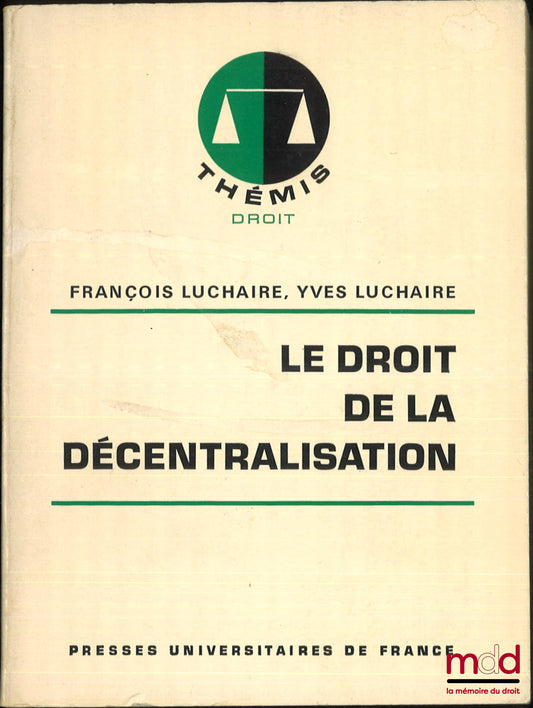 THÉMIS
DROIT
FRANÇOIS LUCHAIRE, YVES LUCHAIRE
LE DROIT
DE LA
DÉCENTRALISATION
PRESSES UNIVERSITAIRES DE FRANCE
mdd
la mémoire du droit